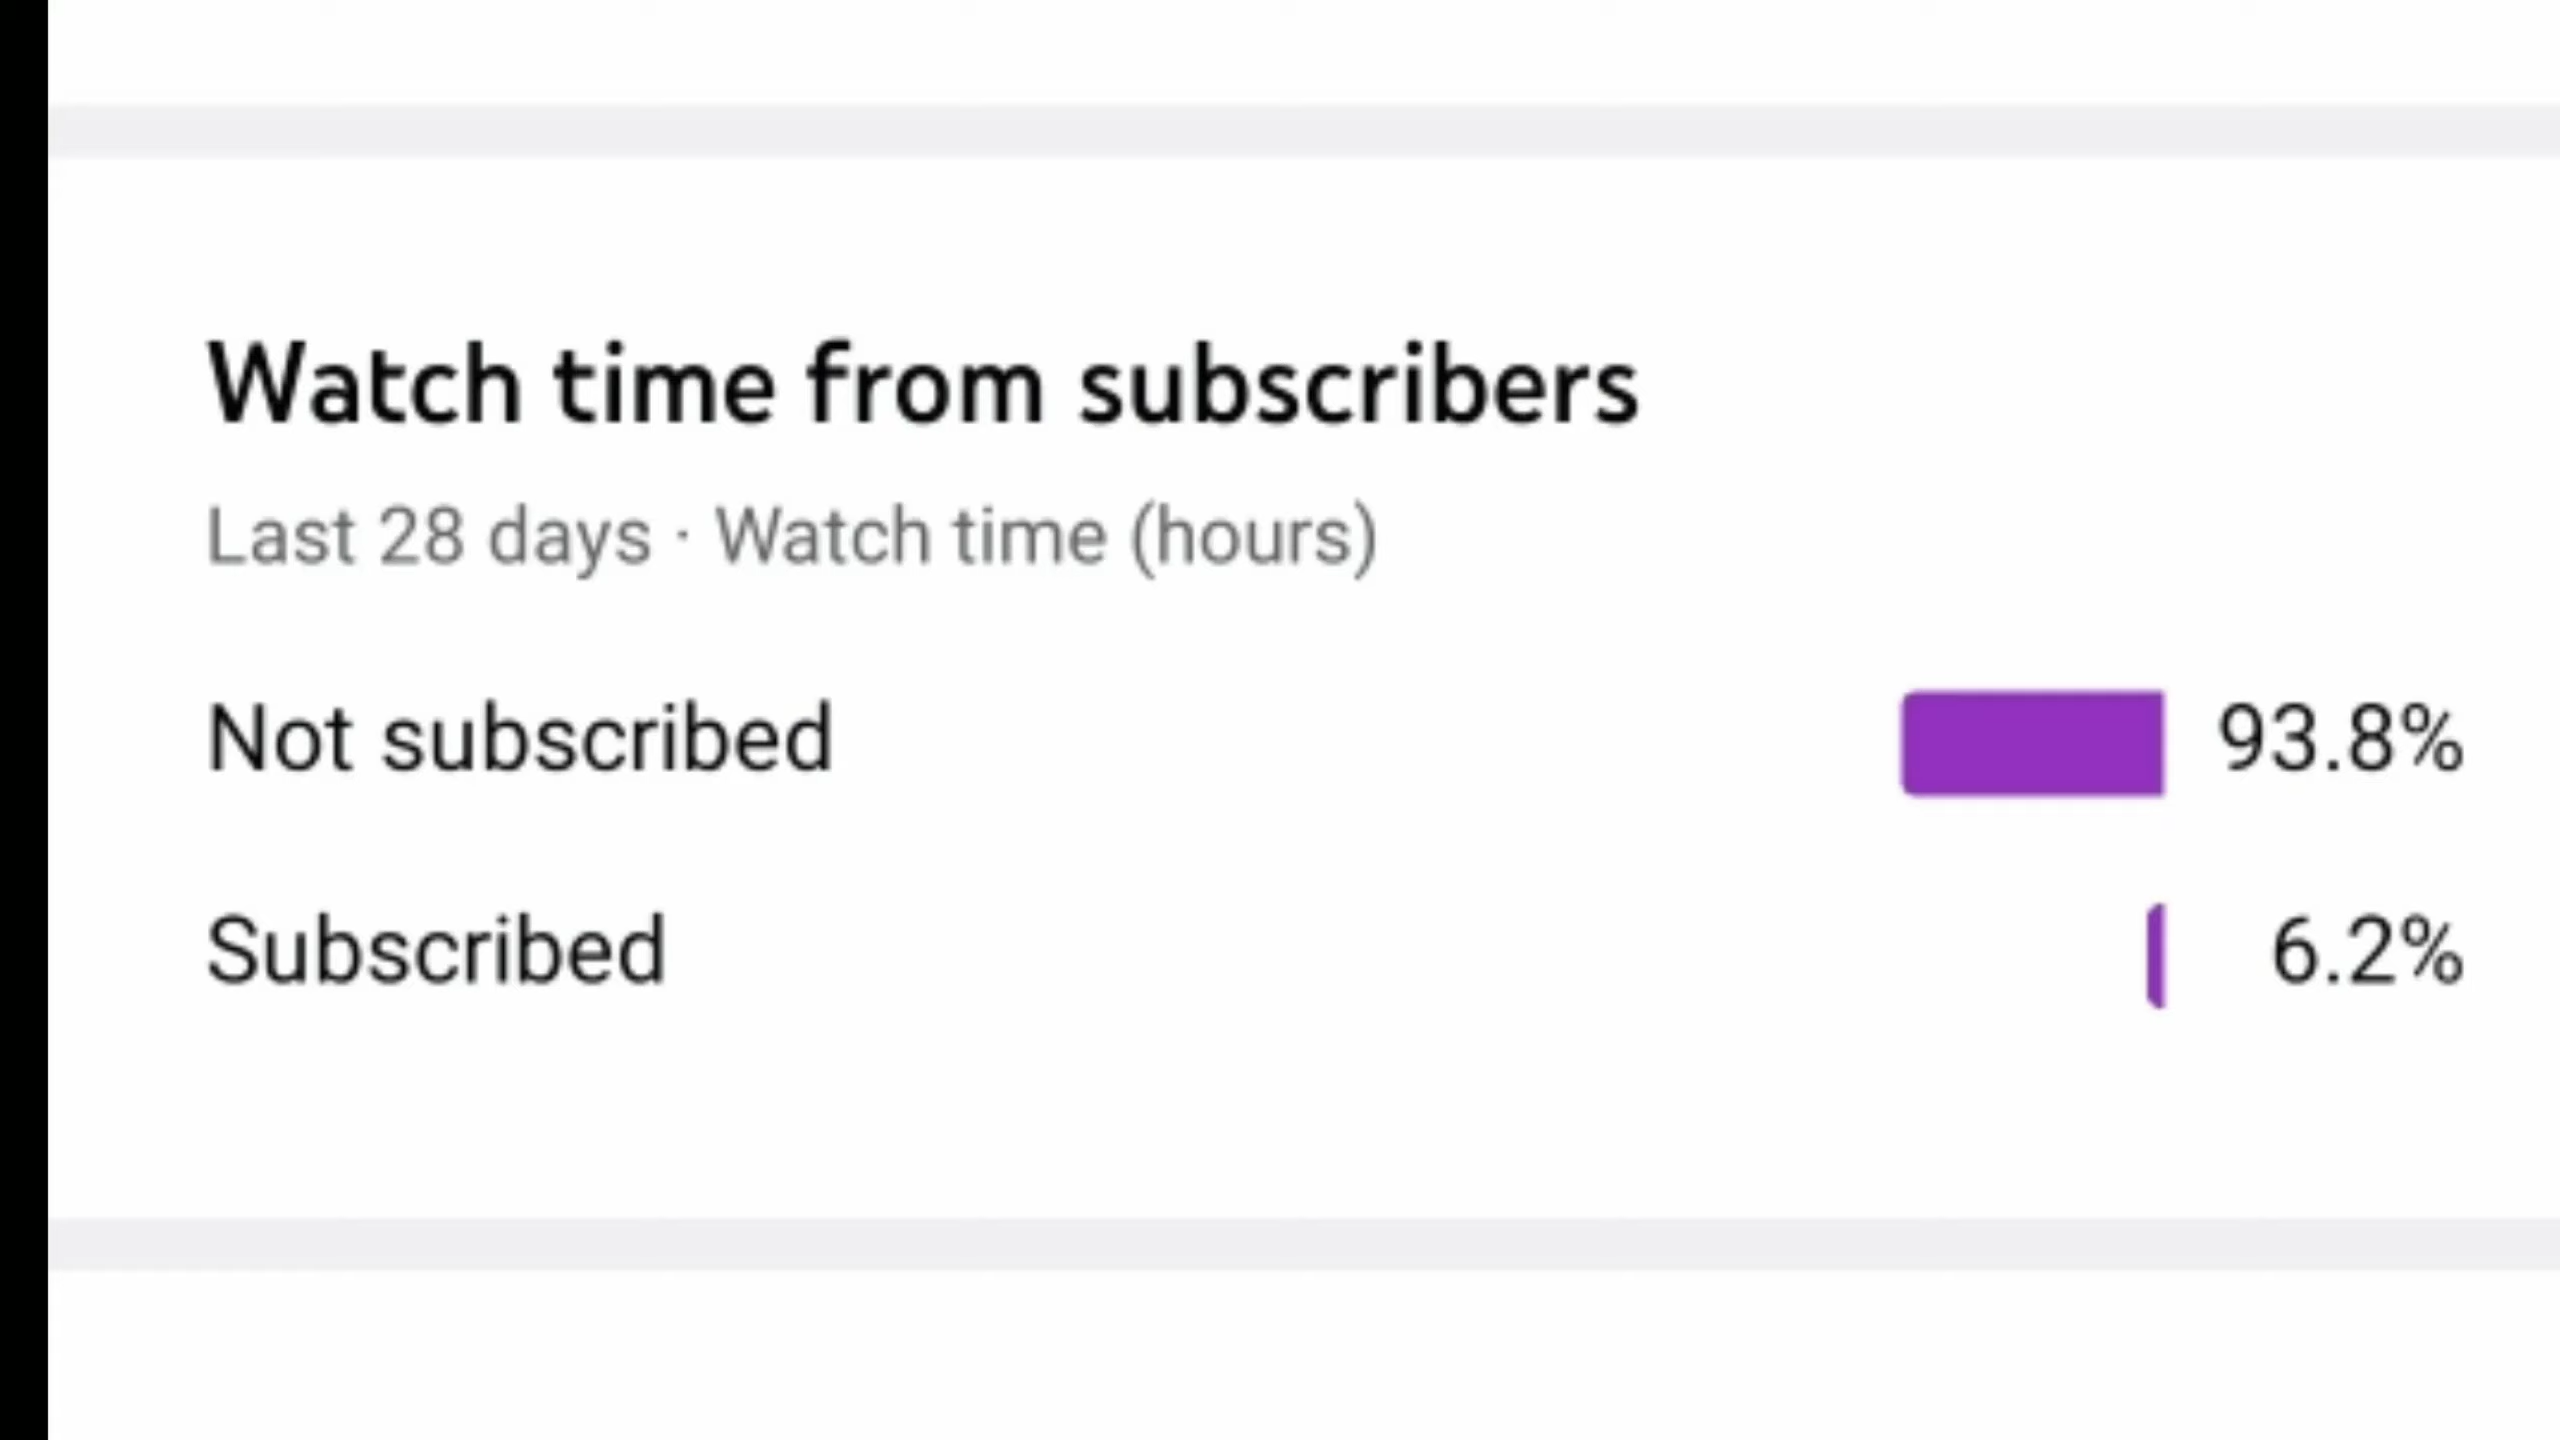 Watch time from subscribers
Last 28 days · Watch time (hours)
Not subscribed 93.8%
Subscribed 6.2%